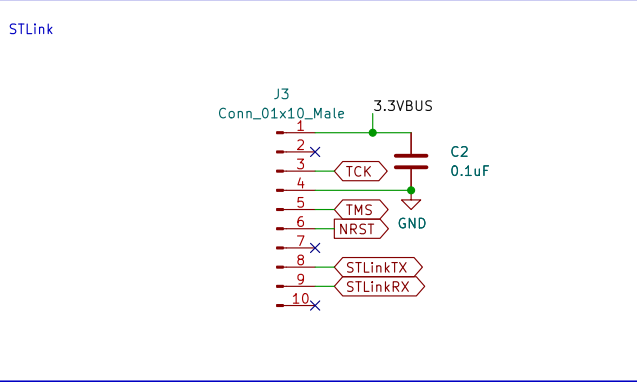 STLink
J3
Conn_01x10_Male
3.3VBUS
1
2
3 TCK
4
5 TMS
6 NRST
7
8 STLinkTX
9 STLinkRX
10
C2
0.1uF
GND